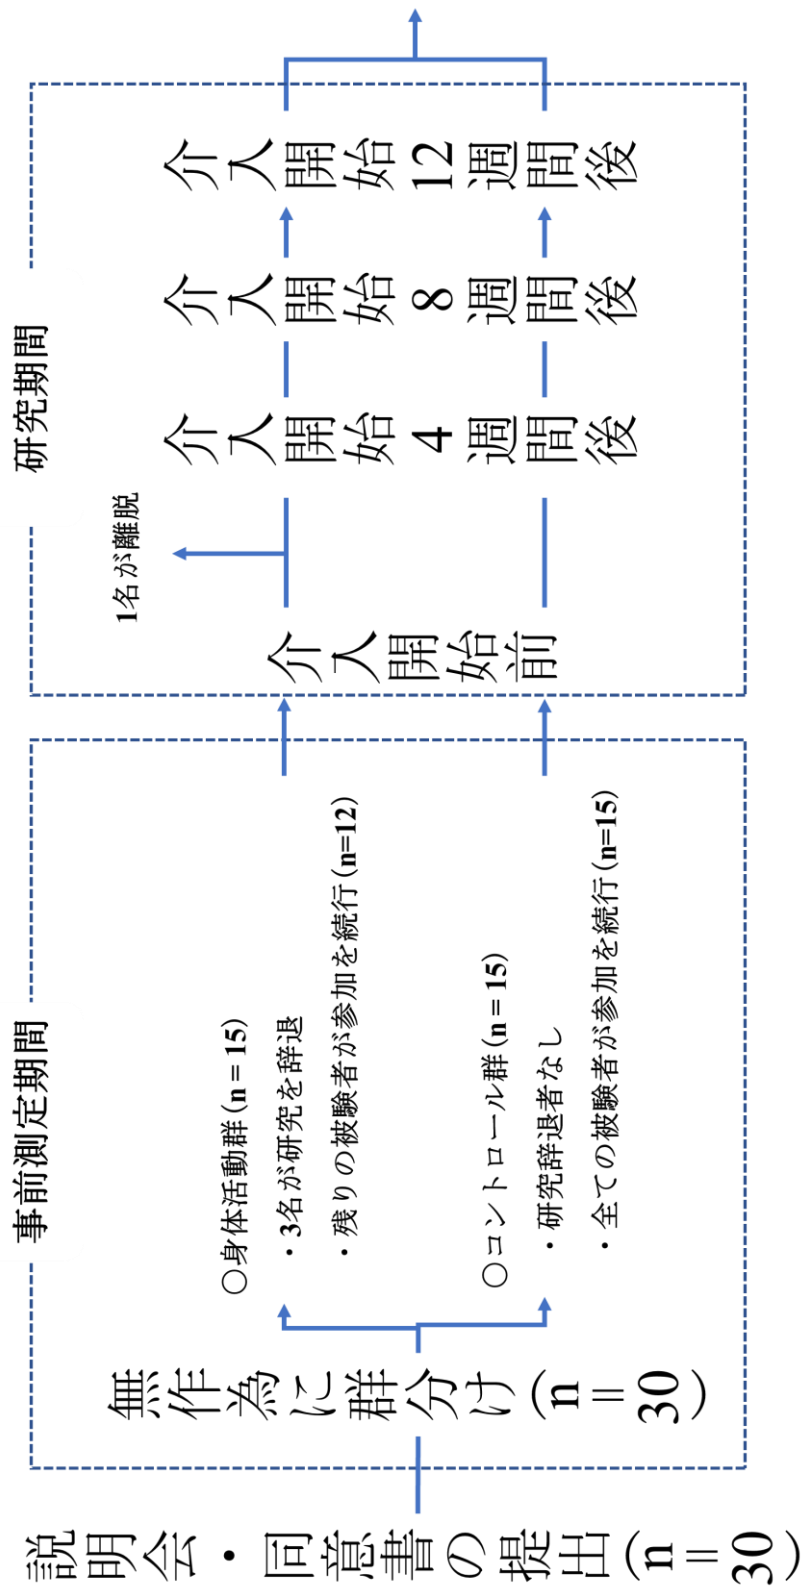 説明会・同意書の提出(n=30)
事前測定期間
無作為に群分け(n=30)
○身体活動群(n = 15)
・3名が研究を辞退
・残りの被験者が参加を続行(n=12)
○コントロール群(n = 15)
・研究辞退者なし
・全ての被験者が参加を続行(n=15)
研究期間
介入開始前
1名が離脱
介入開始4週間後
介入開始8週間後
介入開始12週間後